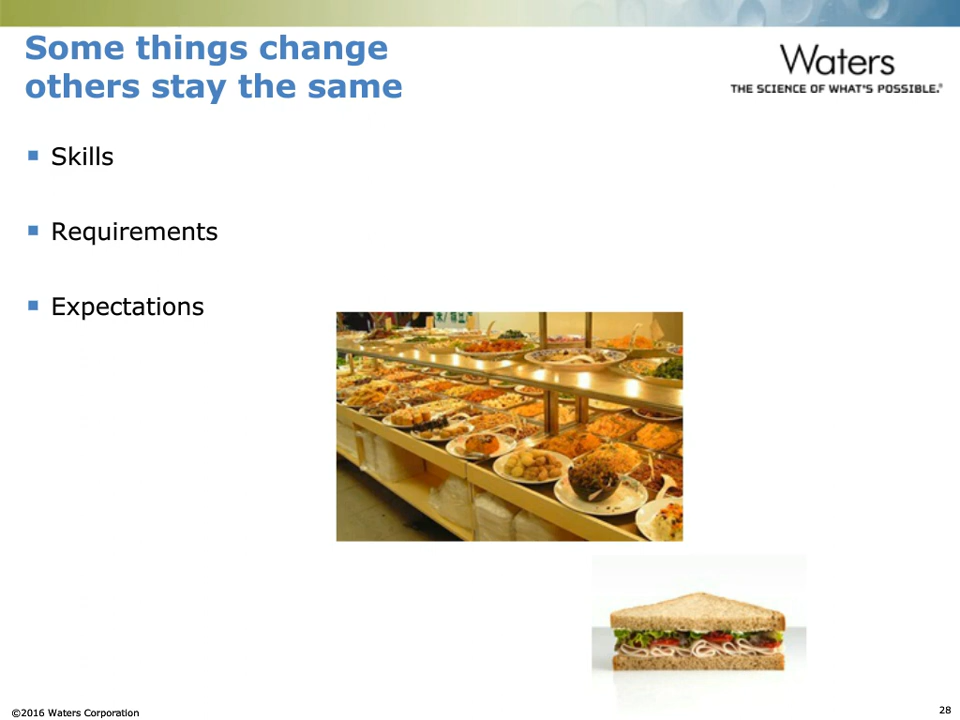 Some things change
others stay the same
Waters
THE SCIENCE OF WHAT'S POSSIBLE.®
Skills
Requirements
Expectations
©2016 Waters Corporation
28